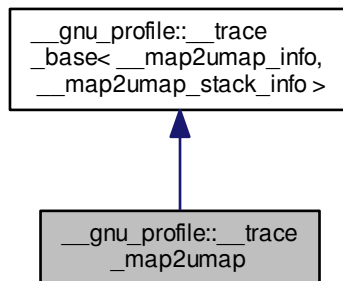 __gnu_profile::__trace
_base< __map2umap_info,
__map2umap_stack_info >
__gnu_profile::__trace
_map2umap